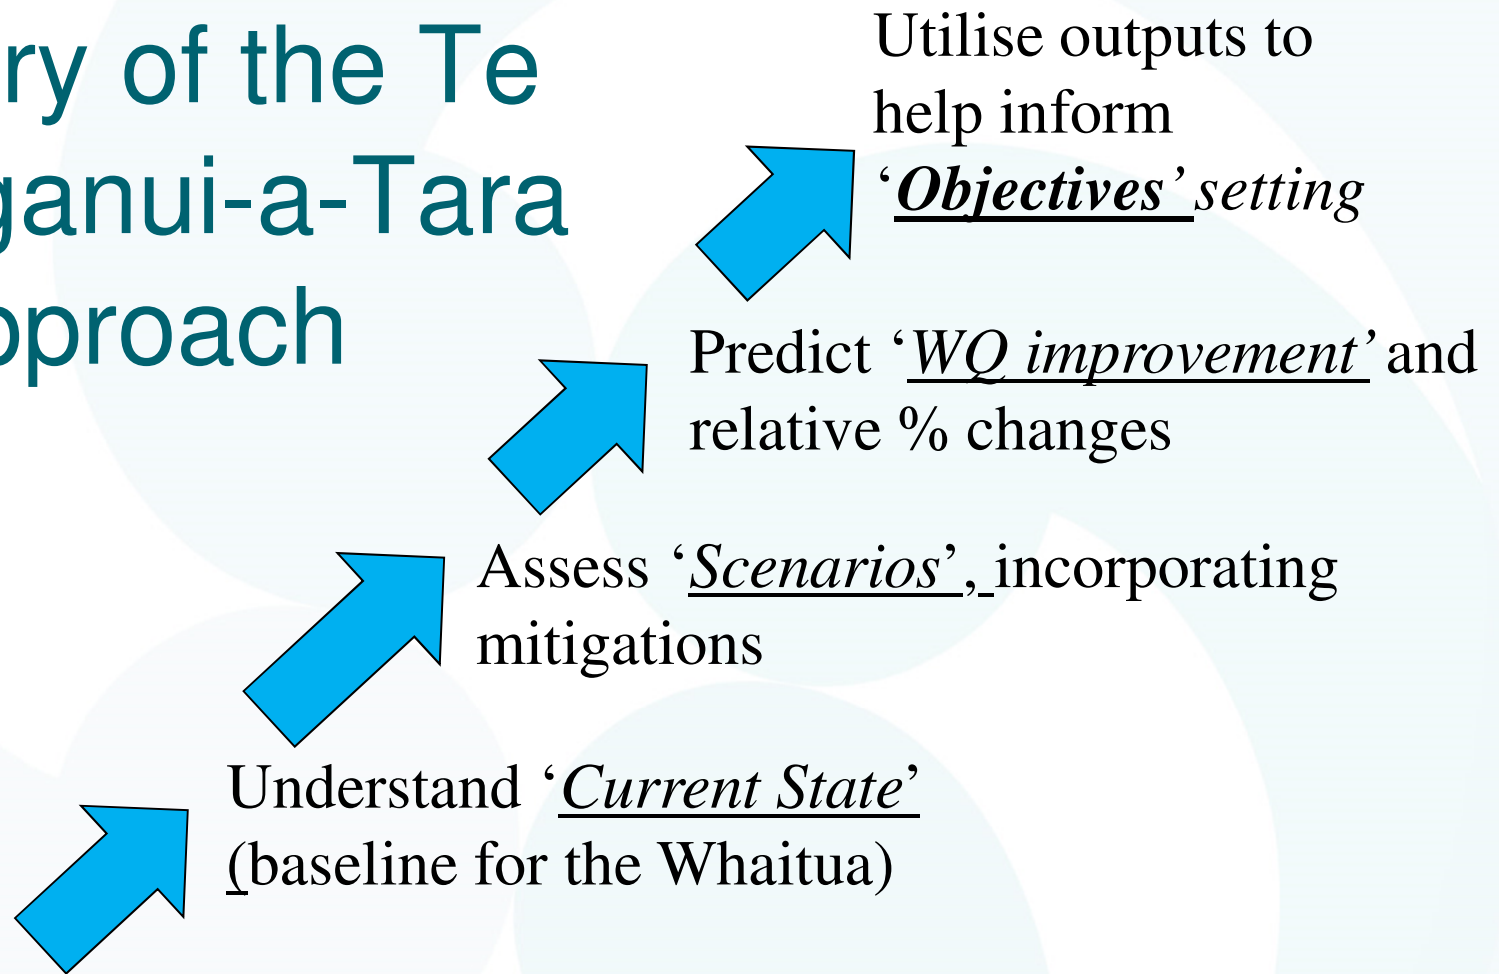 ry of the Te
ganui-a-Tara
pproach
Utilise outputs to
help inform
‘Objectives’ setting
Predict ‘WQ improvement’ and
relative % changes
Assess ‘Scenarios’, incorporating
mitigations
Understand ‘Current State’
(baseline for the Whaitua)